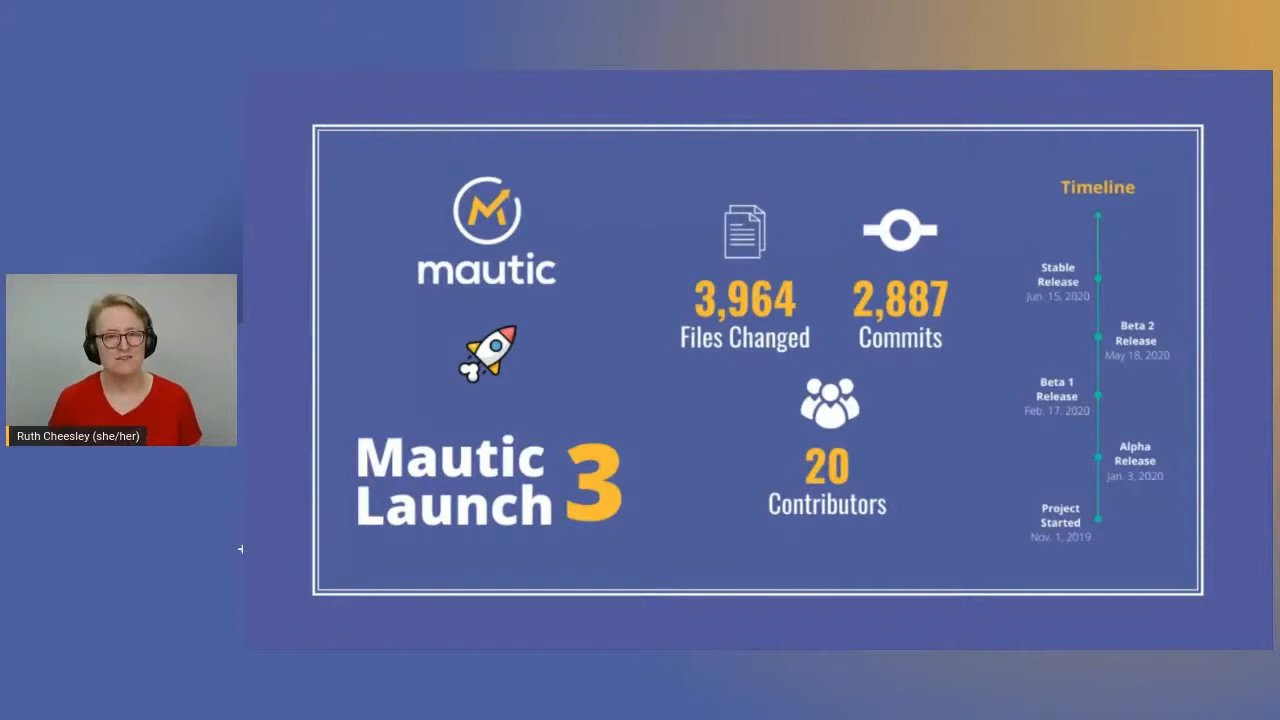 mautic
Mautic
Launch 3
3,964
Files Changed
2,887
Commits
20
Contributors
Timeline
Stable
Release
Jun. 15, 2020
Beta 2
Release
May 18, 2020
Beta 1
Release
Feb. 17, 2020
Alpha
Release
Jan. 3, 2020
Project
Started
Nov. 1, 2019
Ruth Cheesley (she/her)